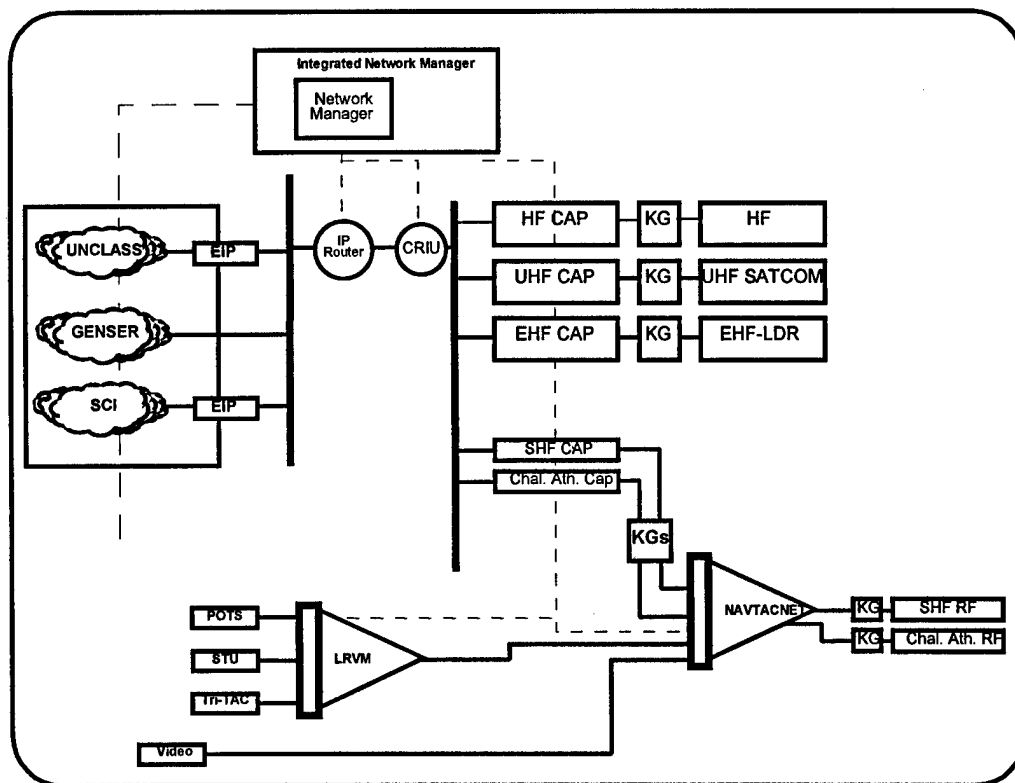 Integrated Network Manager
Network
Manager
UNCLASS
EIP
IP
Router
CRIU
HF CAP
KG
HF
UHF CAP
KG
UHF SATCOM
GENSER
EHF CAP
KG
EHF-LDR
SCI
EIP
SHF CAP
Chal. Ath. Cap
KGs
POTS
STU
Tri-TAC
LRVM
NAVTACNET
KG
SHF RF
KG
Chal. Ath. RF
Video